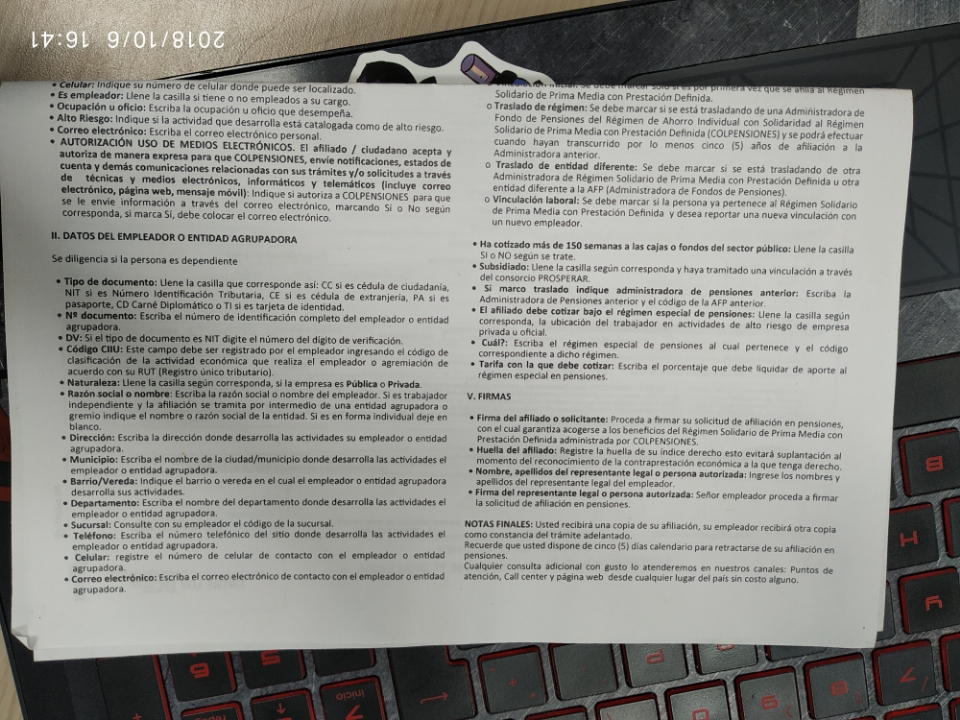 2018/10/6 16:41
• Celular: Indique su número de celular donde puede ser localizado.
• Es empleador: Llene la casilla si tiene o no empleados a su cargo.
• Ocupación u oficio: Escriba la ocupación u oficio que desempeña.
• Alto Riesgo: Indique si la actividad que desarrolla está catalogada como de alto riesgo.
• Correo electrónico: Escriba el correo electrónico personal.
• AUTORIZACIÓN USO DE MEDIOS ELECTRÓNICOS. El afiliado / ciudadano acepta y
autoriza de manera expresa para que COLPENSIONES, envíe notificaciones, estados de
cuenta y demás comunicaciones relacionadas con sus trámites y/o solicitudes a través
de técnicas y medios electrónicos, informáticos y telemáticos (incluye correo
electrónico, página web, mensaje móvil): Indique si autoriza a COLPENSIONES para que
se le envíe información a través del correo electrónico, marcando Sí o No según
corresponda, si marca Sí, debe colocar el correo electrónico.
II. DATOS DEL EMPLEADOR O ENTIDAD AGRUPADORA
Se diligencia si la persona es dependiente
• Tipo de documento: Llene la casilla que corresponde así: CC si es cédula de ciudadanía,
NIT si es Número Identificación Tributaria, CE si es cédula de extranjería, PA si es
pasaporte, CD Carné Diplomático o TI si es tarjeta de identidad.
• Nº documento: Escriba el número de identificación completo del empleador o entidad
agrupadora.
• DV: Si el tipo de documento es NIT digite el número del dígito de verificación.
• Código CIIU: Este campo debe ser registrado por el empleador ingresando el código de
clasificación de la actividad económica que realiza el empleador o agremiación de
acuerdo con su RUT (Registro único tributario).
• Naturaleza: Llene la casilla según corresponda, si la empresa es Pública o Privada.
• Razón social o nombre: Escriba la razón social o nombre del empleador. Si es trabajador
independiente y la afiliación se tramita por intermedio de una entidad agrupadora o
gremio indique el nombre o razón social de la entidad. Si es en forma individual deje en
blanco.
• Dirección: Escriba la dirección donde desarrolla las actividades su empleador o entidad
agrupadora.
• Municipio: Escriba el nombre de la ciudad/municipio donde desarrolla las actividades el
empleador o entidad agrupadora.
• Barrio/Vereda: Indique el barrio o vereda en el cual el empleador o entidad agrupadora
desarrolla sus actividades.
• Departamento: Escriba el nombre del departamento donde desarrolla las actividades el
empleador o entidad agrupadora.
• Sucursal: Consulte con su empleador el código de la sucursal.
• Teléfono: Escriba el número telefónico del sitio donde desarrolla las actividades el
empleador o entidad agrupadora.
• Celular: registre el número de celular de contacto con el empleador o entidad
agrupadora.
• Correo electrónico: Escriba el correo electrónico de contacto con el empleador o entidad
agrupadora.
se debe marcar solo si es por primera vez que se afilia al Régimen
Solidario de Prima Media con Prestación Definida.
o Traslado de régimen: Se debe marcar si se está trasladando de una Administradora de
Fondo de Pensiones del Régimen de Ahorro Individual con Solidaridad al Régimen
Solidario de Prima Media con Prestación Definida (COLPENSIONES) y se podrá efectuar
cuando hayan transcurrido por lo menos cinco (5) años de afiliación a la
Administradora anterior.
o Traslado de entidad diferente: Se debe marcar si se está trasladando de otra
Administradora de Régimen Solidario de Prima Media con Prestación Definida u otra
entidad diferente a la AFP (Administradora de Fondos de Pensiones).
o Vinculación laboral: Se debe marcar si la persona ya pertenece al Régimen Solidario
de Prima Media con Prestación Definida y desea reportar una nueva vinculación con
un nuevo empleador.
• Ha cotizado más de 150 semanas a las cajas o fondos del sector público: Llene la casilla
SI o NO según se trate.
• Subsidiado: Llene la casilla según corresponda y haya tramitado una vinculación a través
del consorcio PROSPERAR.
• Si marco traslado indique administradora de pensiones anterior: Escriba la
Administradora de Pensiones anterior y el código de la AFP anterior.
• El afiliado debe cotizar bajo el régimen especial de pensiones: Llene la casilla según
corresponda, la ubicación del trabajador en actividades de alto riesgo de empresa
privada u oficial.
• Cuál?: Escriba el régimen especial de pensiones al cual pertenece y el código
correspondiente a dicho régimen.
• Tarifa con la que debe cotizar: Escriba el porcentaje que debe liquidar de aporte al
régimen especial en pensiones.
V. FIRMAS
• Firma del afiliado o solicitante: Proceda a firmar su solicitud de afiliación en pensiones,
con el cual garantiza acogerse a los beneficios del Régimen Solidario de Prima Media con
Prestación Definida administrada por COLPENSIONES.
• Huella del afiliado: Registre la huella de su índice derecho esto evitará suplantación al
momento del reconocimiento de la contraprestación económica a la que tenga derecho.
• Nombre, apellidos del representante legal o persona autorizada: Ingrese los nombres y
apellidos del representante legal del empleador.
• Firma del representante legal o persona autorizada: Señor empleador proceda a firmar
la solicitud de afiliación en pensiones.
NOTAS FINALES: Usted recibirá una copia de su afiliación, su empleador recibirá otra copia
como constancia del trámite adelantado.
Recuerde que usted dispone de cinco (5) días calendario para retractarse de su afiliación en
pensiones.
Cualquier consulta adicional con gusto lo atenderemos en nuestros canales: Puntos de
atención, Call center y página web desde cualquier lugar del país sin costo alguno.
B
H
Y
inicio